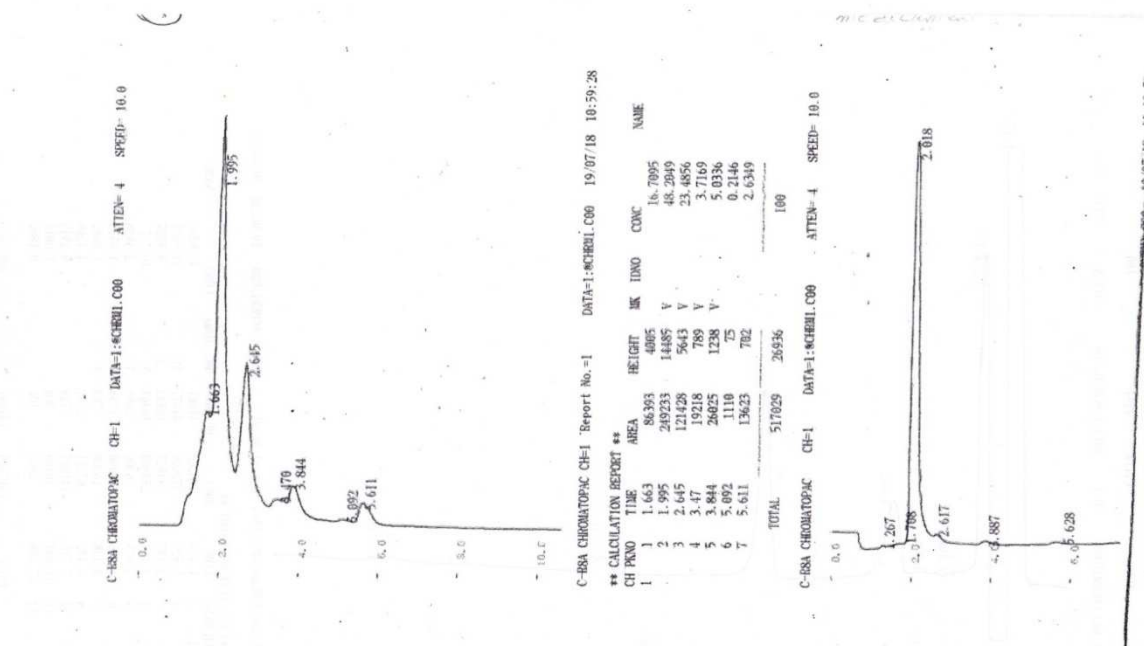 C-R8A CHROMATOPAC CH=1 DATA=1:@CHRM1.C00 ATTEN= 4 SPEED= 10.0
0.0
1.663
1.995
2.0
2.645
3.844
4.0
5.092
5.611
6.0
8.0
10.0
C-R8A CHROMATOPAC CH=1 Report No.=1 DATA=1:@CHRM1.C00 19/07/18 10:59:28
** CALCULATION REPORT **
CH PKNO TIME AREA HEIGHT MK IDNO CONC NAME
1 1 1.663 86393 4005 16.7095
2 1.995 249233 14485 V 48.2049
3 2.645 121428 5643 V 23.4856
4 3.47 19218 789 V 3.7169
5 3.844 26025 1238 V 5.0336
6 5.092 1110 75 0.2146
7 5.611 13623 702 2.6349
TOTAL 517029 26936 100
C-R8A CHROMATOPAC CH=1 DATA=1:@CHRM1.C00 ATTEN= 4 SPEED= 10.0
0.0
1.267
1.708
2.0
2.018
2.617
3.887
4.0
5.628
6.0